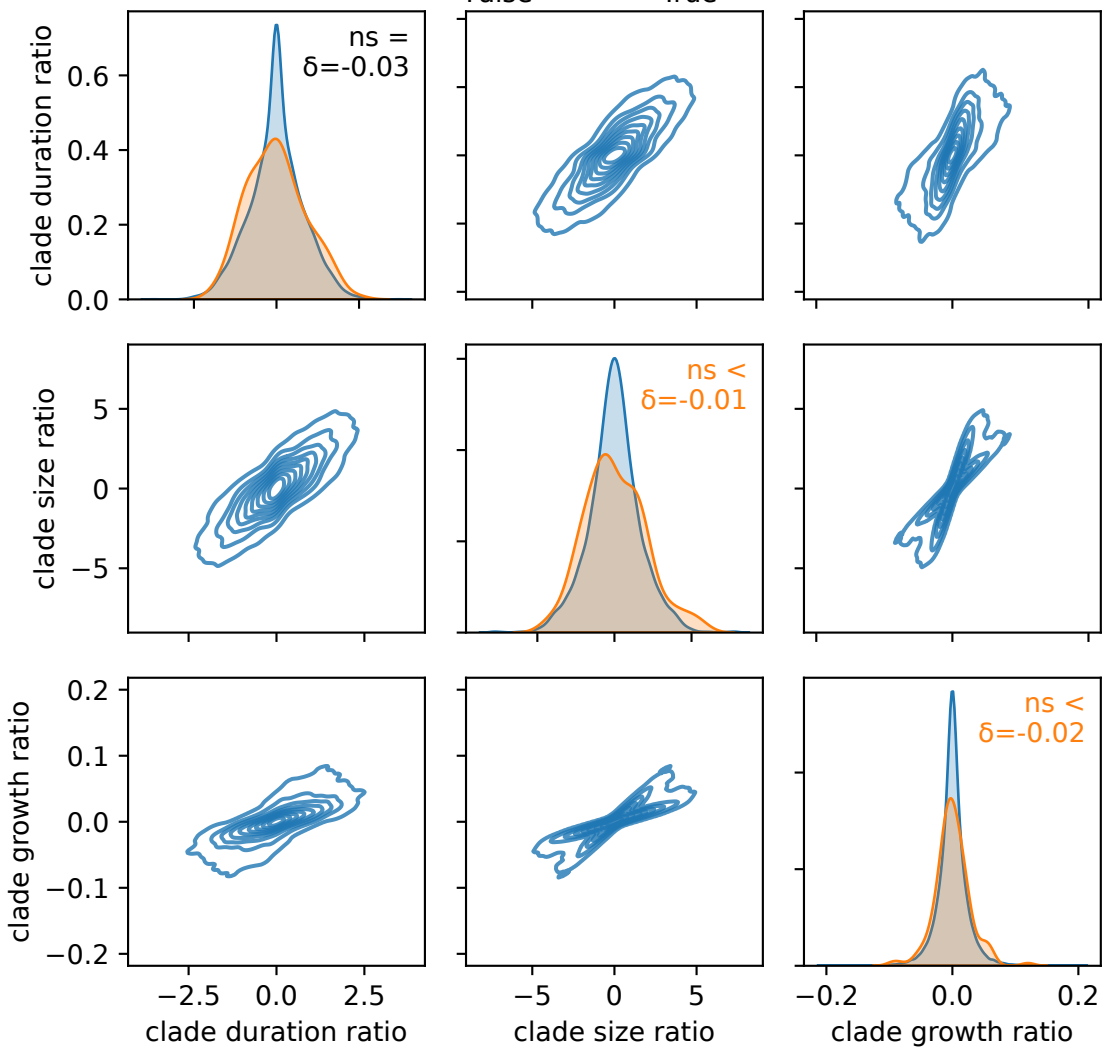 clade duration ratio
0.6
0.4
0.2
0.0
ns =
δ=-0.03
clade size ratio
5
0
−5
ns <
δ=-0.01
clade growth ratio
0.2
0.1
0.0
−0.1
−0.2
ns <
δ=-0.02
−2.5 0.0 2.5
−5 0 5
−0.2 0.0 0.2
clade duration ratio
clade size ratio
clade growth ratio